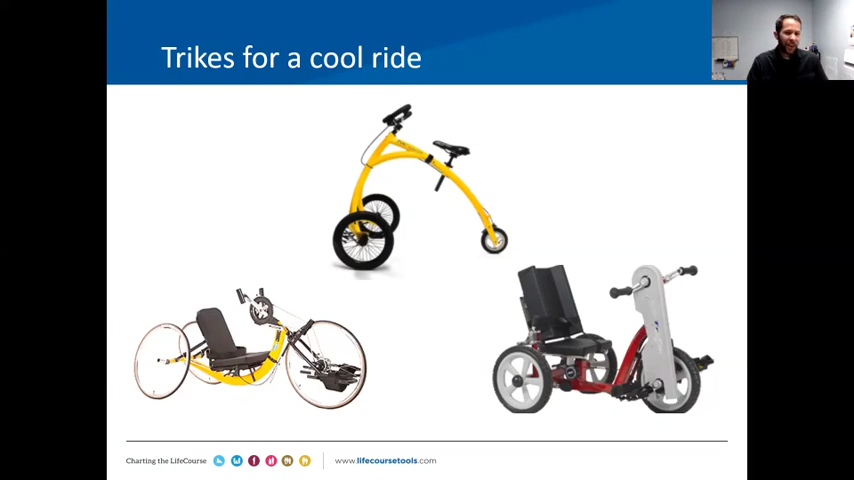 Trikes for a cool ride
Charting the LifeCourse
www.lifecoursetools.com